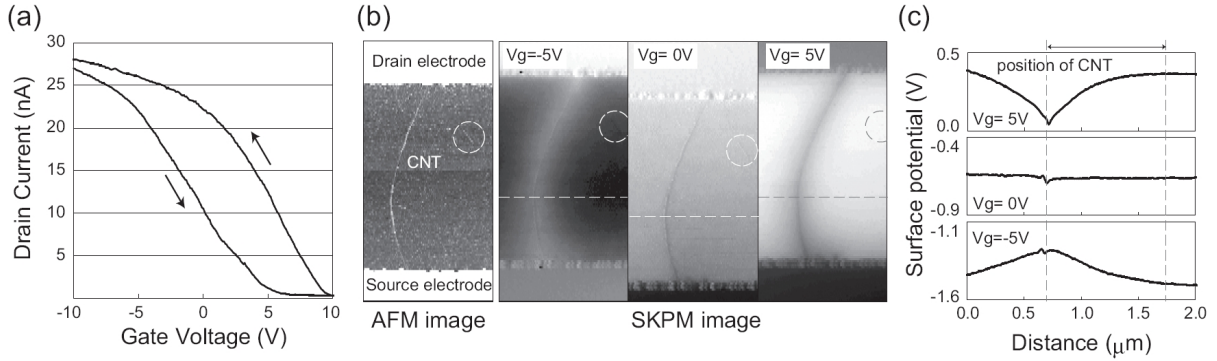 (a)
30
25
20
15
10
5
-10
-5
0
5
10
Drain Current (nA)
Gate Voltage (V)
(b)
Drain electrode
CNT
Source electrode
AFM image
Vg=-5V
Vg= 0V
Vg= 5V
SKPM image
(c)
0.5
0.0
-0.4
-0.9
-1.1
-1.6
position of CNT
Vg= 5V
Vg= 0V
Vg=-5V
Surface potential (V)
0.0
0.5
1.0
1.5
2.0
Distance (μm)